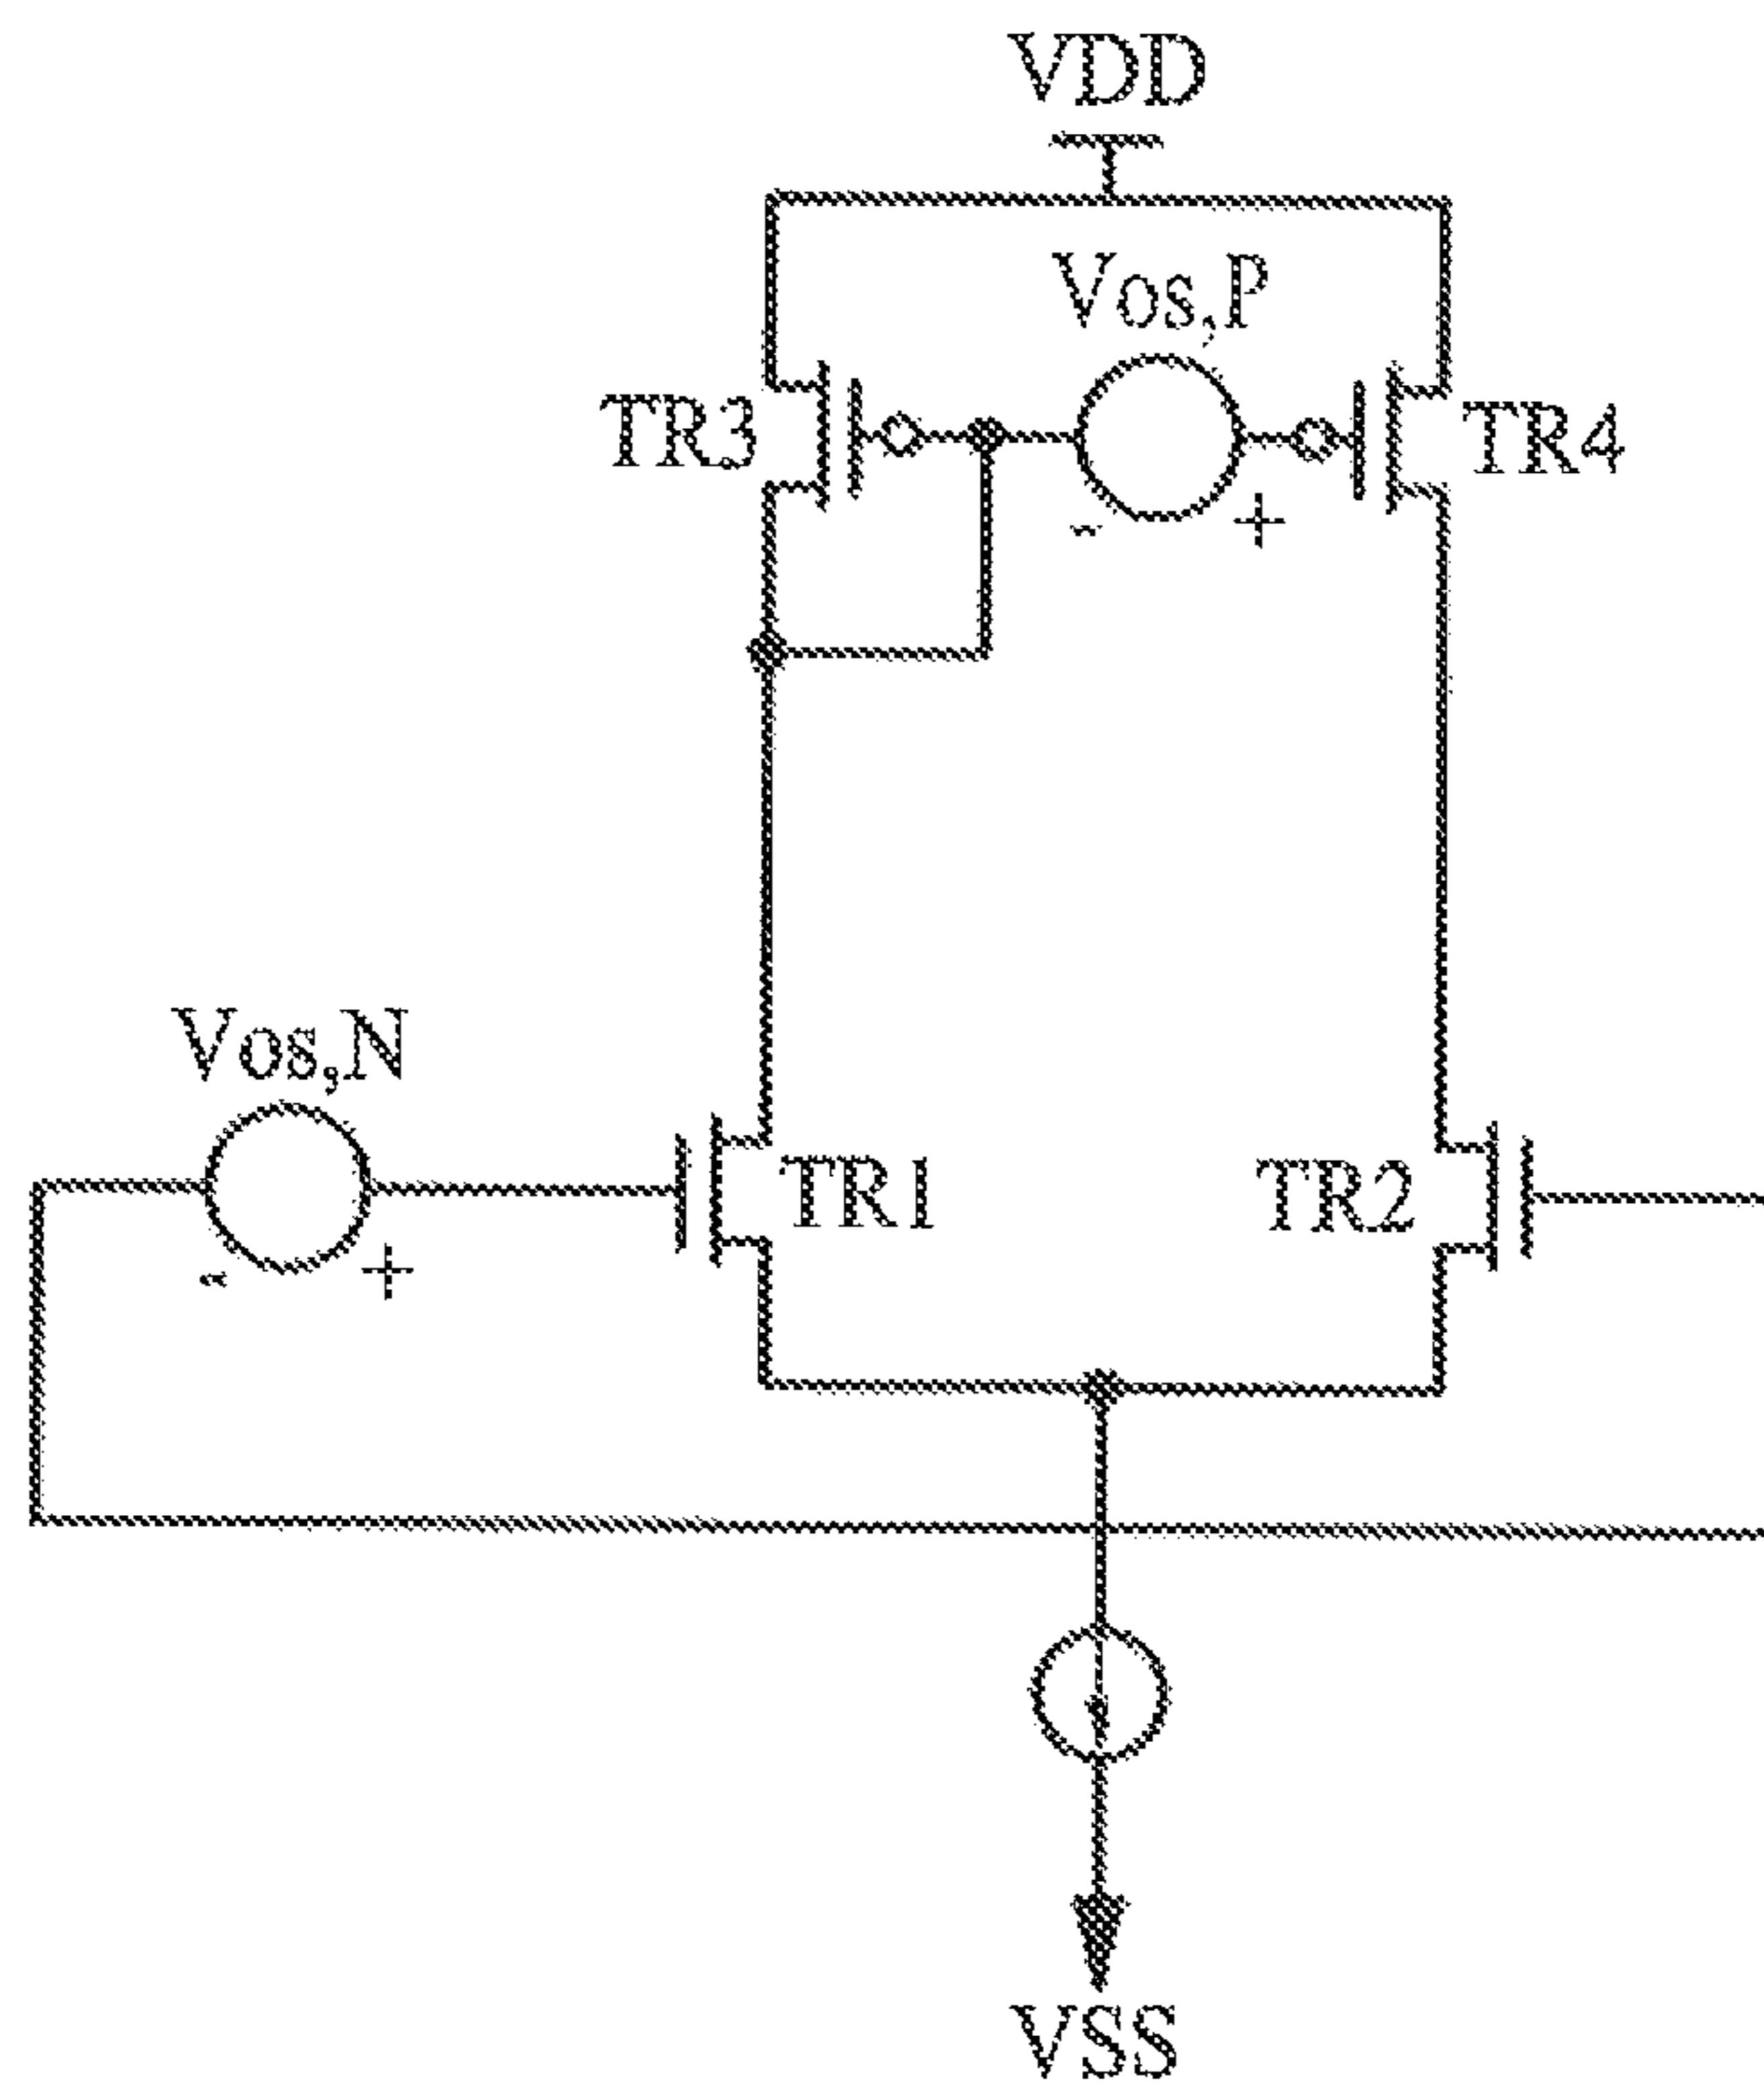 VDD
Vos,P
TR3
TR4
- +
Vos,N
TR1
TR2
- +
VSS